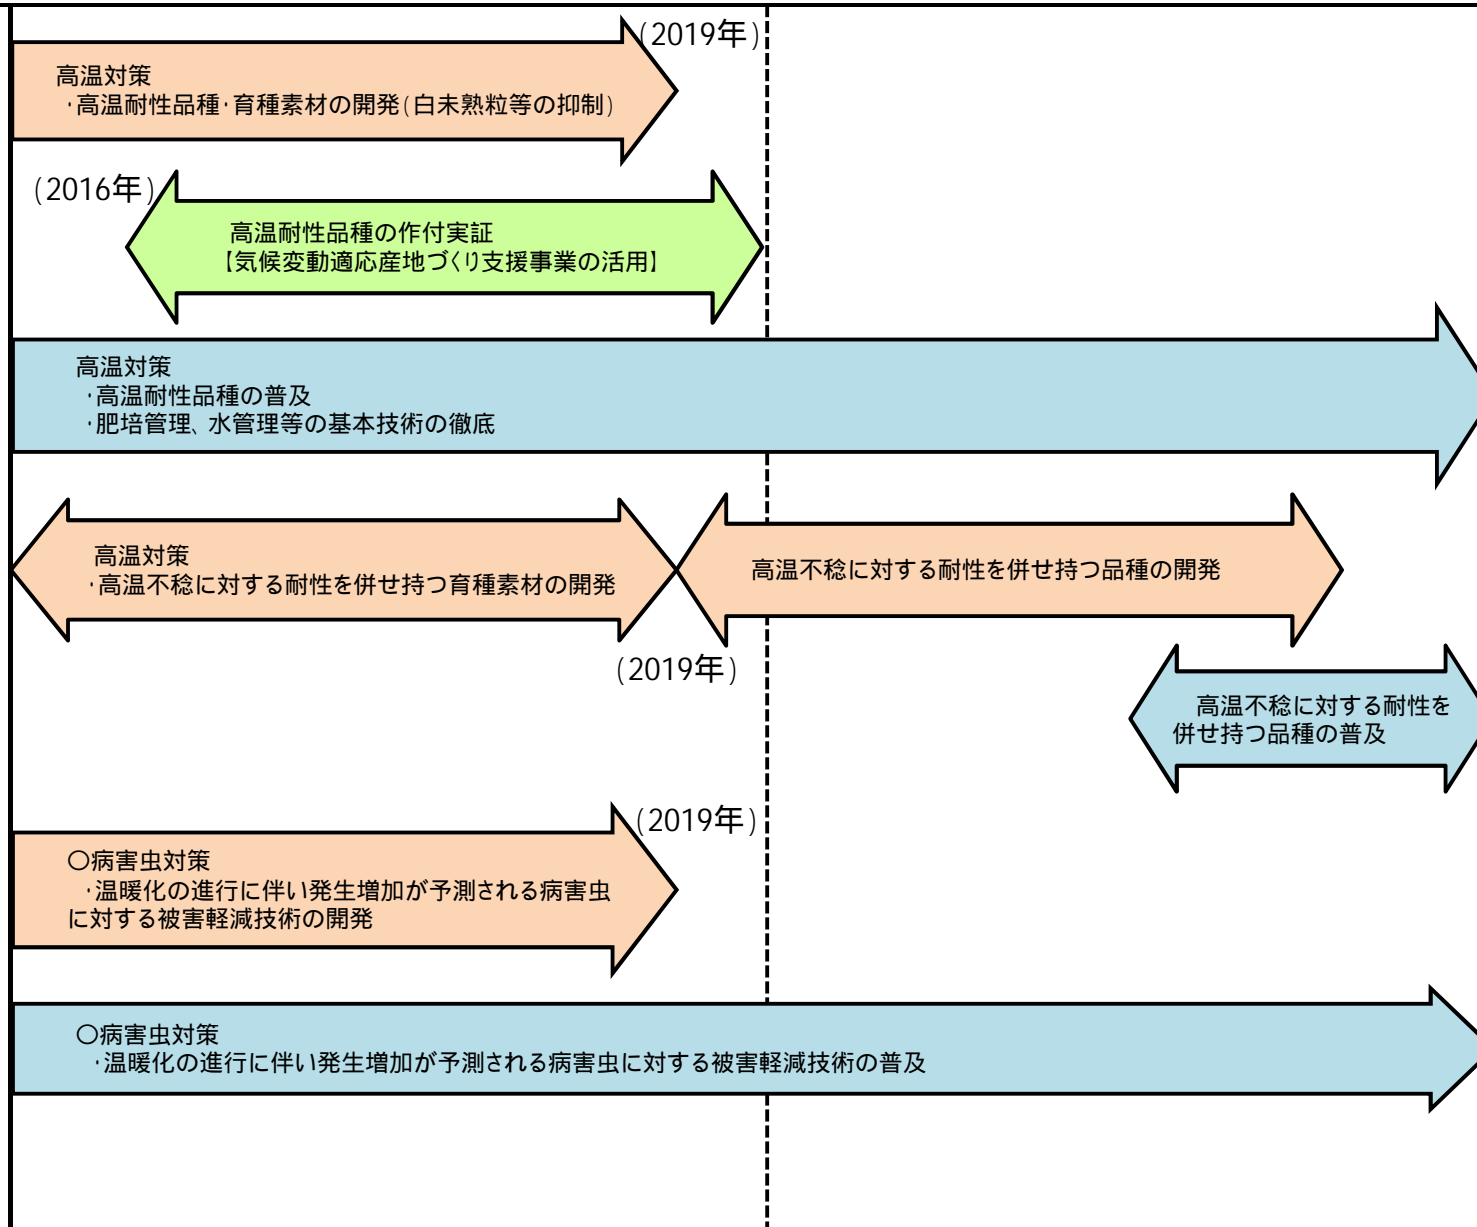 (2019年)
高温対策
・高温耐性品種・育種素材の開発(白未熟粒等の抑制)
(2016年)
高温耐性品種の作付実証
【気候変動適応産地づくり支援事業の活用】
高温対策
・高温耐性品種の普及
・肥培管理、水管理等の基本技術の徹底
高温対策
・高温不稔に対する耐性を併せ持つ育種素材の開発
高温不稔に対する耐性を併せ持つ品種の開発
(2019年)
高温不稔に対する耐性を
併せ持つ品種の普及
(2019年)
〇病害虫対策
・温暖化の進行に伴い発生増加が予測される病害虫
に対する被害軽減技術の開発
〇病害虫対策
・温暖化の進行に伴い発生増加が予測される病害虫に対する被害軽減技術の普及